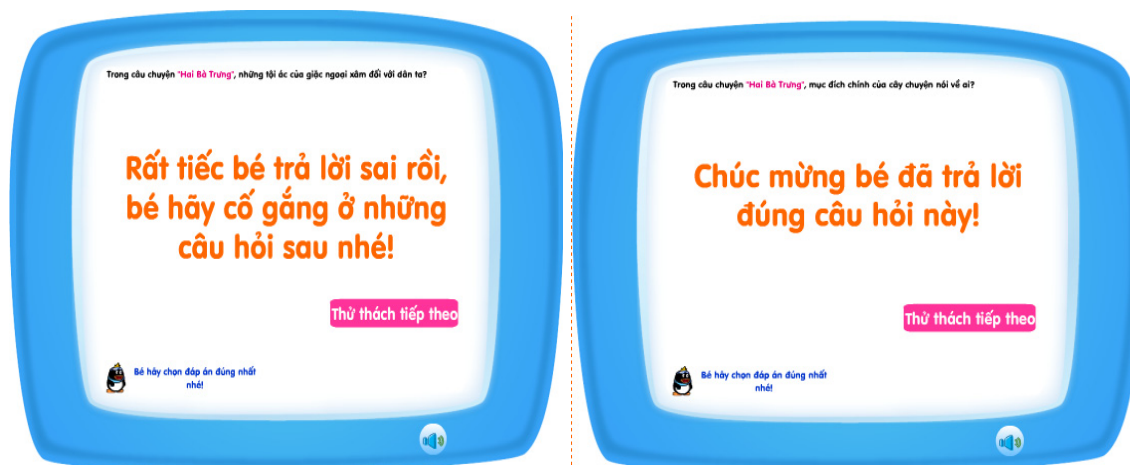 Trong câu chuyện "Hai Bà Trưng", những tội ác của giặc ngoại xâm đối với dân ta?
Rất tiếc bé trả lời sai rồi,
bé hãy cố gắng ở những
câu hỏi sau nhé!
Thử thách tiếp theo
Bé hãy chọn đáp án đúng nhất
nhé!
Trong câu chuyện "Hai Bà Trưng", mục đích chính của cây chuyện nói về ai?
Chúc mừng bé đã trả lời
đúng câu hỏi này!
Thử thách tiếp theo
Bé hãy chọn đáp án đúng nhất
nhé!